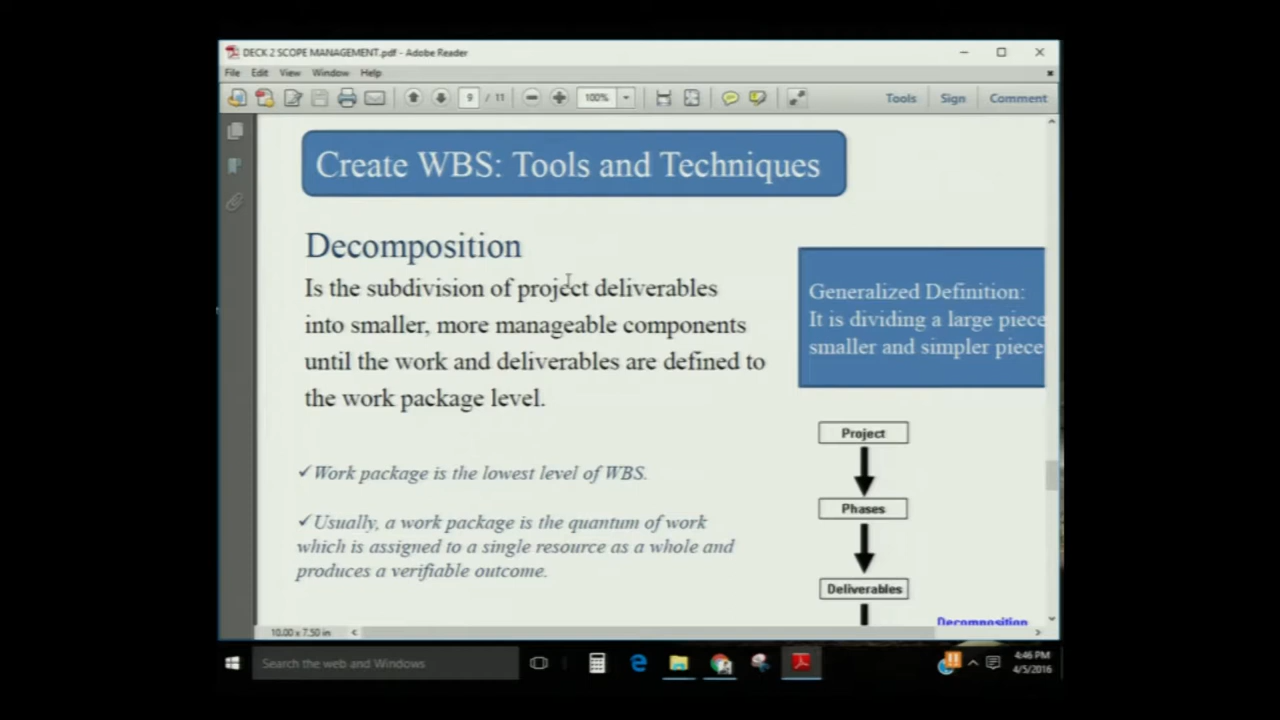 DECK 2 SCOPE MANAGEMENT.pdf - Adobe Reader
File Edit View Window Help
9 / 11 100% Tools Sign Comment
Create WBS: Tools and Techniques
Decomposition
Is the subdivision of project deliverables
into smaller, more manageable components
until the work and deliverables are defined to
the work package level.
Generalized Definition:
It is dividing a large piece
smaller and simpler piece
✓Work package is the lowest level of WBS.
✓Usually, a work package is the quantum of work
which is assigned to a single resource as a whole and
produces a verifiable outcome.
Project
Phases
Deliverables
Decomposition
10.00 x 7.50 in
Search the web and Windows
4:46 PM
4/5/2016